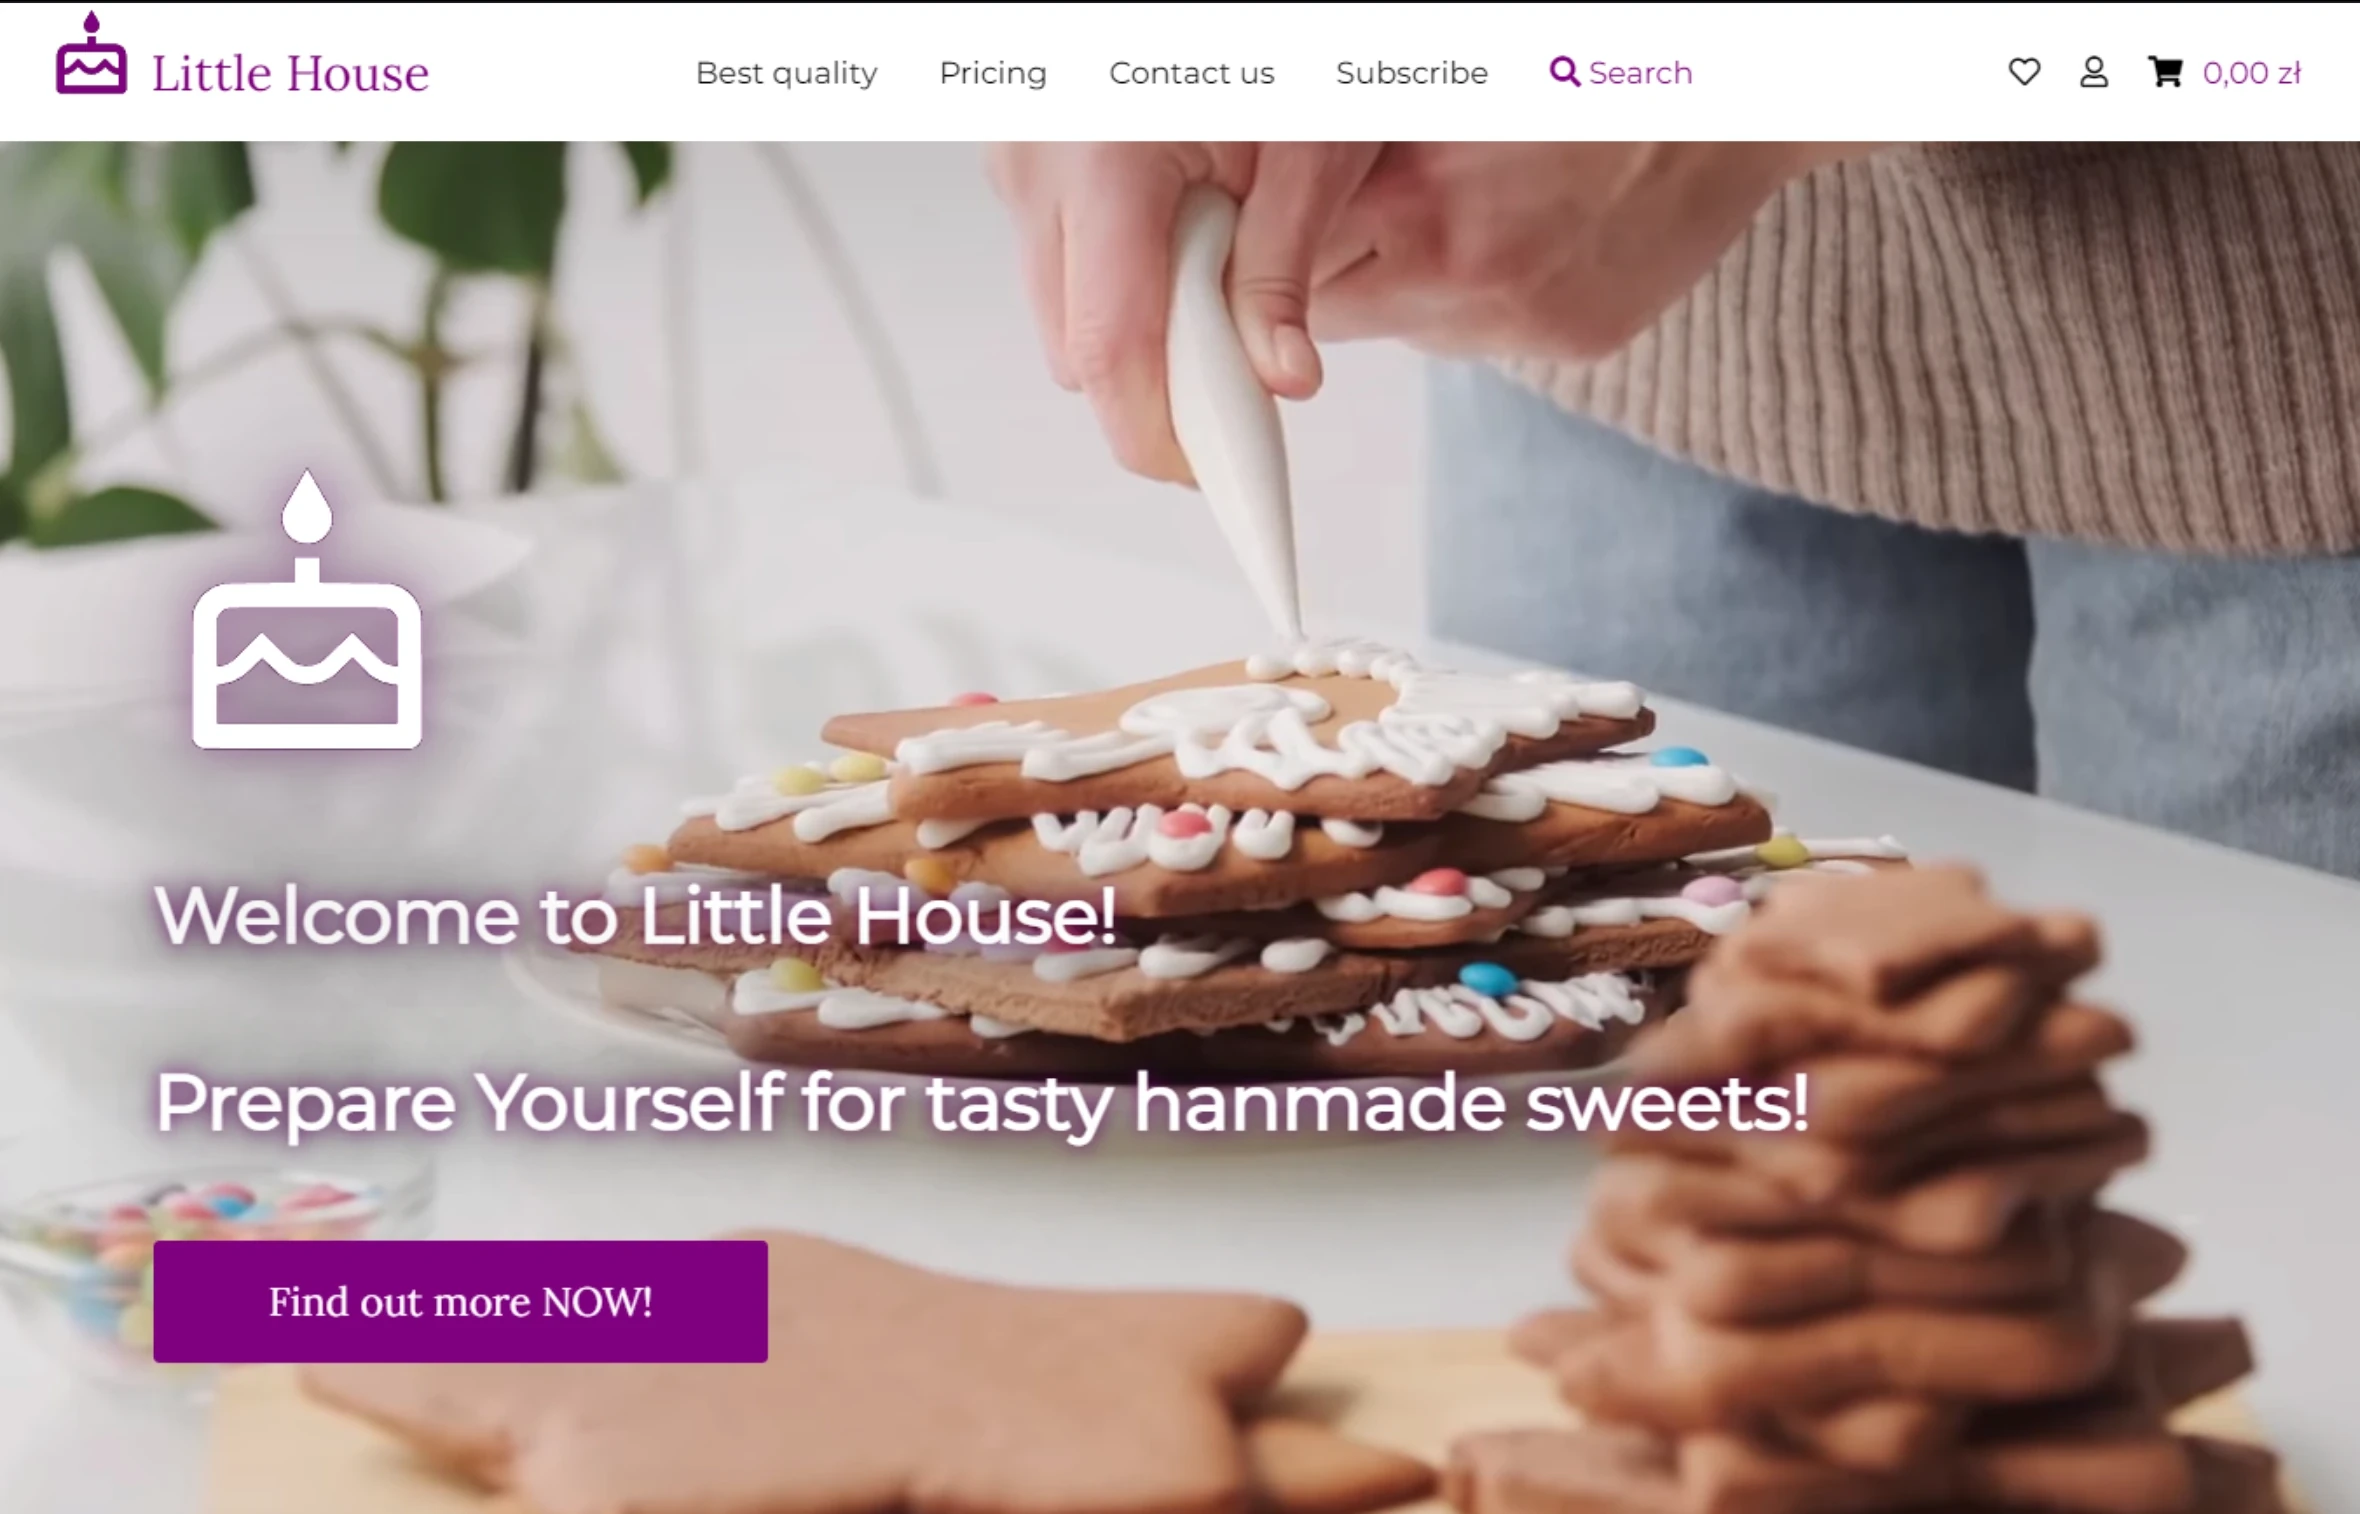 Little House
Best quality
Pricing
Contact us
Subscribe
Search
0,00 zł
Welcome to Little House!
Prepare Yourself for tasty hanmade sweets!
Find out more NOW!